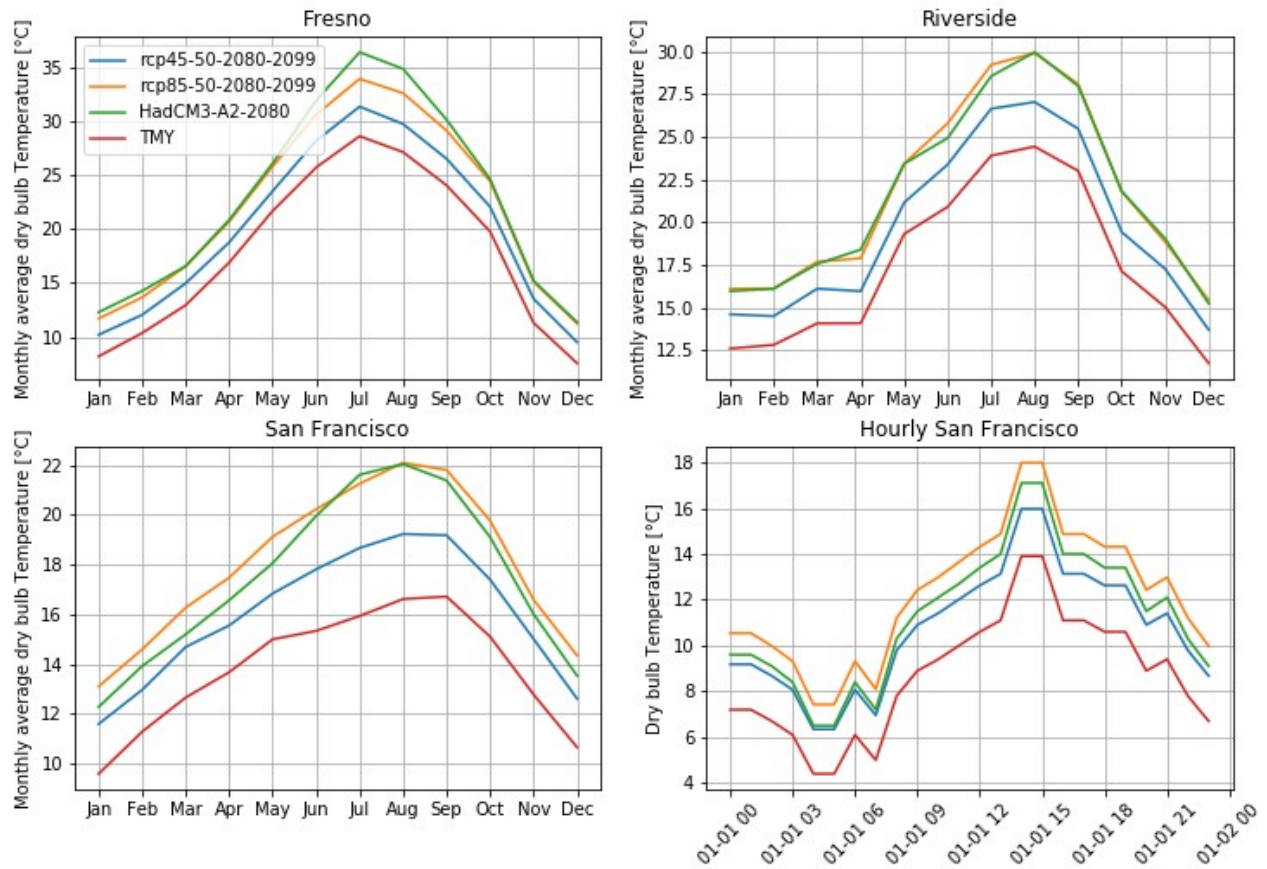 Fresno
Monthly average dry bulb Temperature [°C]
35
30
25
20
15
10
rcp45-50-2080-2099
rcp85-50-2080-2099
HadCM3-A2-2080
TMY
Jan Feb Mar Apr May Jun Jul Aug Sep Oct Nov Dec
Riverside
Monthly average dry bulb Temperature [°C]
30.0
27.5
25.0
22.5
20.0
17.5
15.0
12.5
Jan Feb Mar Apr May Jun Jul Aug Sep Oct Nov Dec
San Francisco
Monthly average dry bulb Temperature [°C]
22
20
18
16
14
12
10
Jan Feb Mar Apr May Jun Jul Aug Sep Oct Nov Dec
Hourly San Francisco
Dry bulb Temperature [°C]
18
16
14
12
10
8
6
4
01-01 00
01-01 03
01-01 06
01-01 09
01-01 12
01-01 15
01-01 18
01-01 21
01-02 00